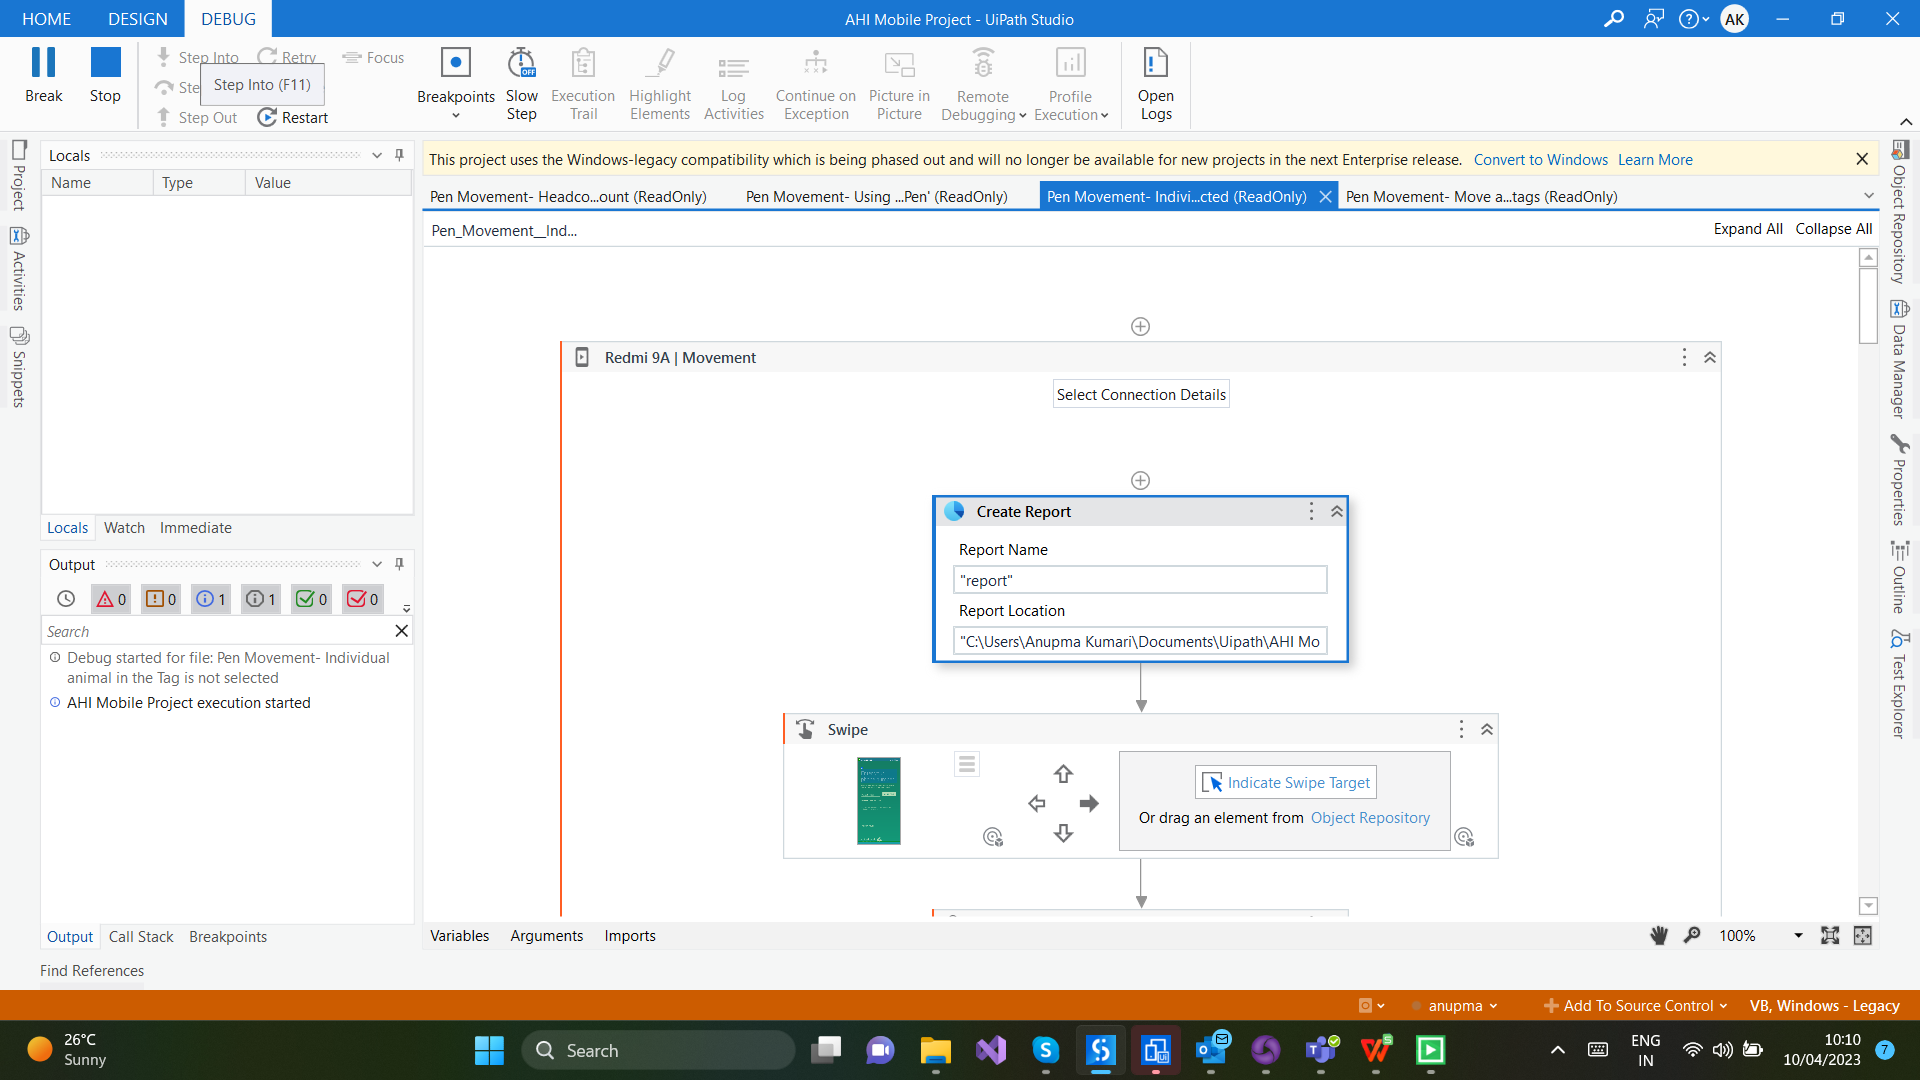 HOME DESIGN DEBUG AHI Mobile Project - UiPath Studio AK
Break Stop Step Into Retry Focus
Ste
Step Into (F11)
Step Out Restart
Breakpoints Slow Step Execution Trail Highlight Elements Log Activities Continue on Exception Picture in Picture Remote Debugging Profile Execution Open Logs
OFF
Project
Activities
Snippets
Locals
Name Type Value
Locals Watch Immediate
Output
0 0 1 1 0 0
Search
Debug started for file: Pen Movement- Individual
animal in the Tag is not selected
AHI Mobile Project execution started
Output Call Stack Breakpoints
Find References
This project uses the Windows-legacy compatibility which is being phased out and will no longer be available for new projects in the next Enterprise release. Convert to Windows Learn More
Pen Movement- Headco...ount (ReadOnly) Pen Movement- Using ...Pen' (ReadOnly) Pen Movement- Indivi...cted (ReadOnly) Pen Movement- Move a...tags (ReadOnly)
Pen_Movement__Ind... Expand All Collapse All
Redmi 9A | Movement
Select Connection Details
Create Report
Report Name
"report"
Report Location
"C:\Users\Anupma Kumari\Documents\Uipath\AHI Mo
Swipe
Indicate Swipe Target
Or drag an element from Object Repository
Variables Arguments Imports 100%
Object Repository
Data Manager
Properties
Outline
Test Explorer
anupma Add To Source Control VB, Windows - Legacy
26°C
Sunny
Search
ENG
IN
10:10
10/04/2023
7